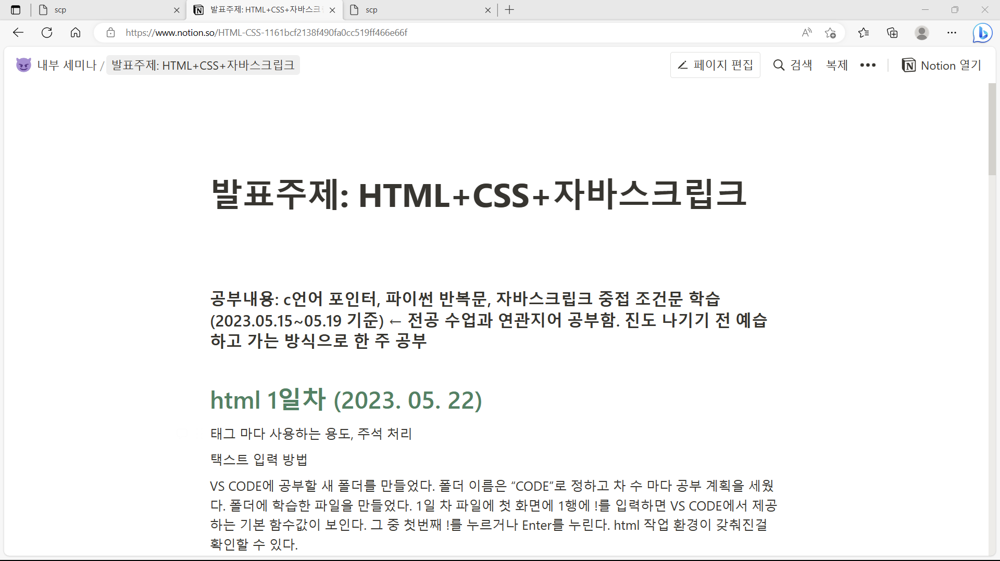 scp
발표주제: HTML+CSS+자바스크
scp
https://www.notion.so/HTML-CSS-1161bcf2138f490fa0cc519ff466e66f
내부 세미나 / 발표주제: HTML+CSS+자바스크립크
페이지 편집
검색
복제
Notion 열기
발표주제: HTML+CSS+자바스크립크
공부내용: c언어 포인터, 파이썬 반복문, 자바스크립크 중접 조건문 학습
(2023.05.15~05.19 기준) ← 전공 수업과 연관지어 공부함. 진도 나기기 전 예습
하고 가는 방식으로 한 주 공부
html 1일차 (2023. 05. 22)
태그 마다 사용하는 용도, 주석 처리
택스트 입력 방법
VS CODE에 공부할 새 폴더를 만들었다. 폴더 이름은 “CODE”로 정하고 차 수 마다 공부 계획을 세웠
다. 폴더에 학습한 파일을 만들었다. 1일 차 파일에 첫 화면에 1행에 !를 입력하면 VS CODE에서 제공
하는 기본 함수값이 보인다. 그 중 첫번째 !를 누르거나 Enter를 누린다. html 작업 환경이 갖춰진걸
확인할 수 있다.